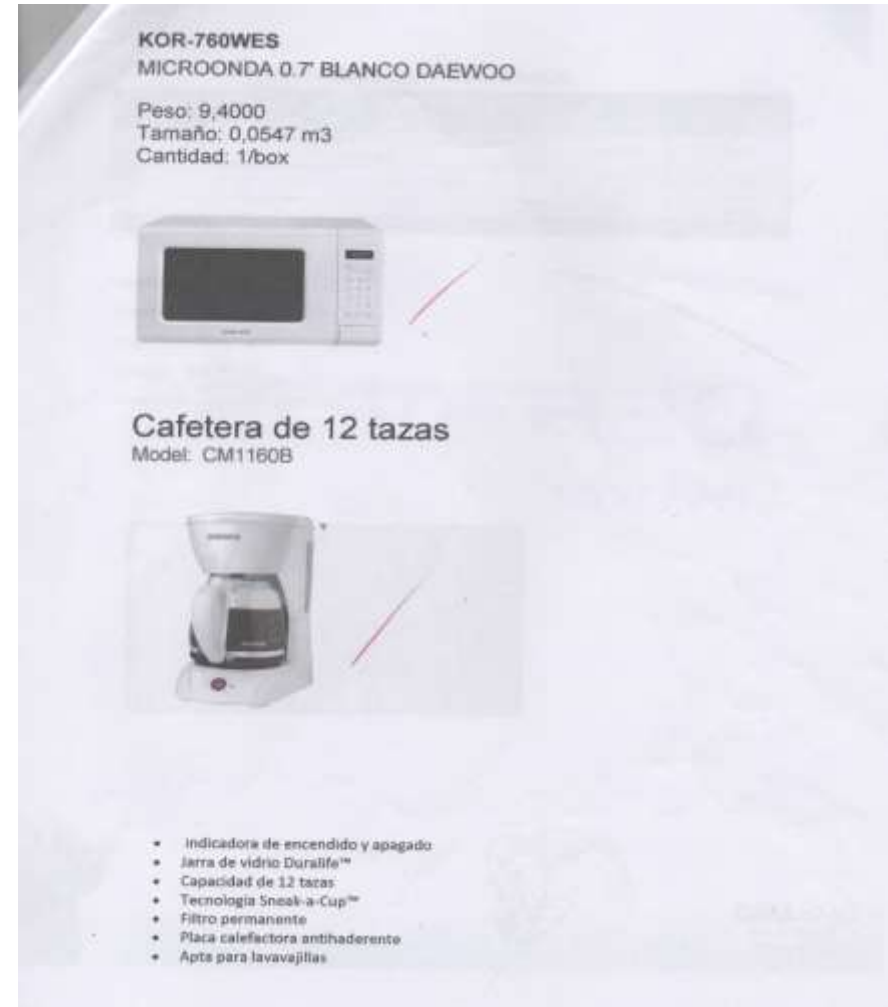 KOR-760WES
MICROONDA 0.7' BLANCO DAEWOO
Peso: 9,4000
Tamaño: 0,0547 m3
Cantidad: 1/box
Cafetera de 12 tazas
Model: CM1160B
• Indicadora de encendido y apagado
• Jarra de vidrio Duralife™
• Capacidad de 12 tazas
• Tecnología Sneak-a-Cup™
• Filtro permanente
• Placa calefactora antihaderente
• Apta para lavavajillas